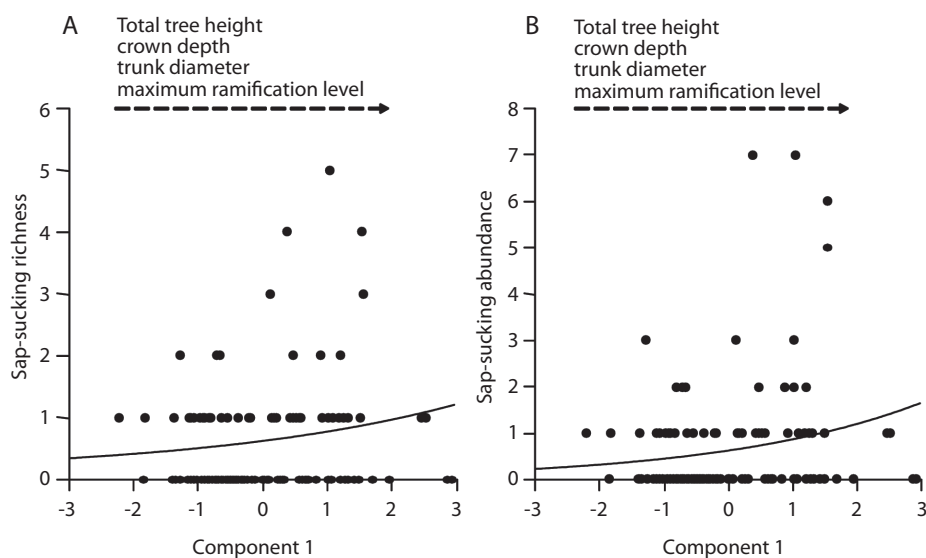 A
Total tree height
crown depth
trunk diameter
maximum ramification level
6
5
4
3
2
1
0
Sap-sucking richness
-3
-2
-1
0
1
2
3
Component 1
B
Total tree height
crown depth
trunk diameter
maximum ramification level
8
7
6
5
4
3
2
1
0
Sap-sucking abundance
-3
-2
-1
0
1
2
3
Component 1